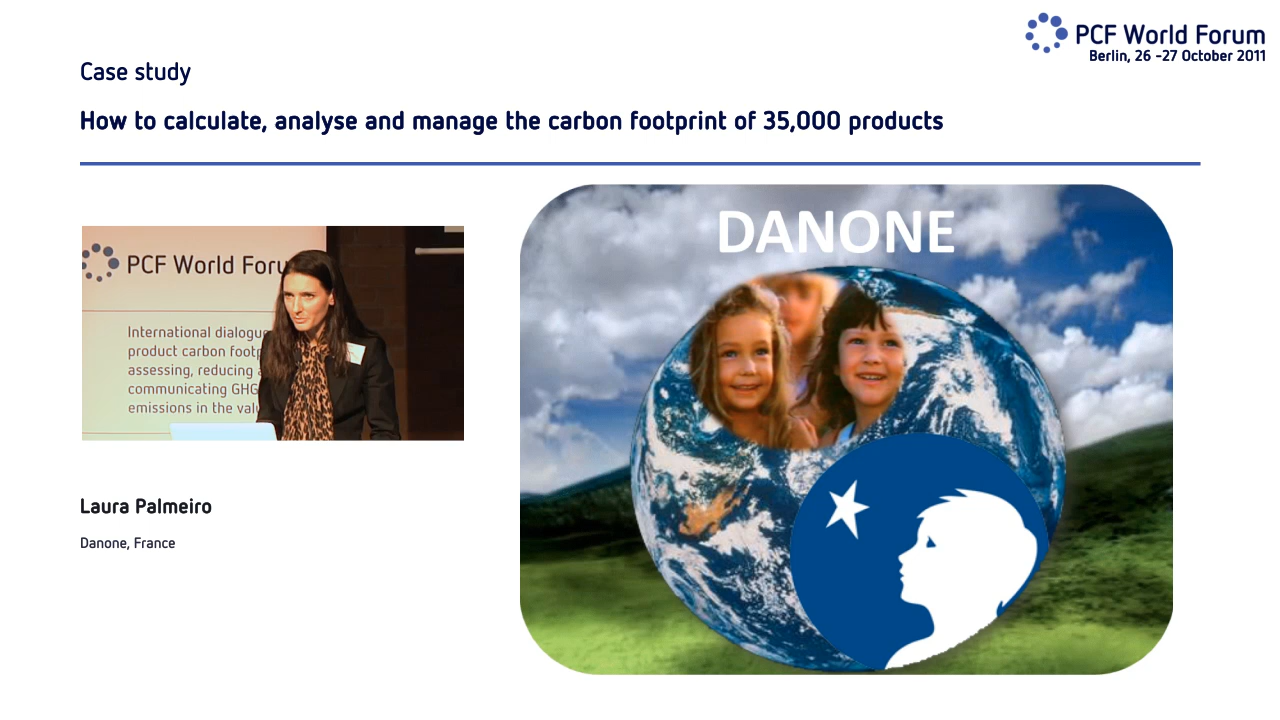 PCF World Forum
Berlin, 26 -27 October 2011
Case study
How to calculate, analyse and manage the carbon footprint of 35,000 products
DANONE
PCF World Foru
International dialogue
product carbon footp
assessing, reducing a
communicating GHG
emissions in the valu
Laura Palmeiro
Danone, France